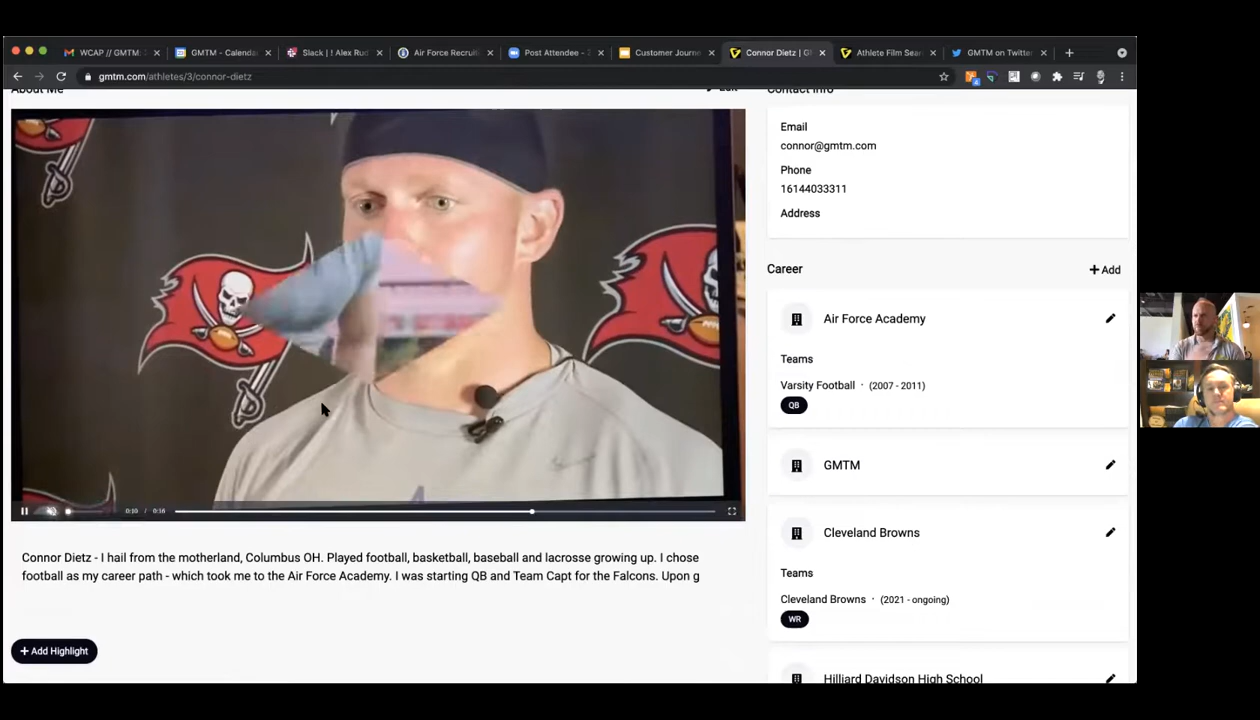 WCAP // GMTM:
GMTM - Calenda
Slack | ! Alex Rud
Air Force Recruiti
Post Attendee -
Customer Journe
Connor Dietz | G
Athlete Film Sear
GMTM on Twitte
gmtm.com/athletes/3/connor-dietz
About Me
Edit
Contact Info
Email
connor@gmtm.com
Phone
16144033311
Address
Career
+ Add
Air Force Academy
Teams
Varsity Football · (2007 - 2011)
QB
GMTM
Cleveland Browns
Teams
Cleveland Browns · (2021 - ongoing)
WR
Hilliard Davidson High School
0:10 / 0:16
Connor Dietz - I hail from the motherland, Columbus OH. Played football, basketball, baseball and lacrosse growing up. I chose
football as my career path - which took me to the Air Force Academy. I was starting QB and Team Capt for the Falcons. Upon g
+ Add Highlight